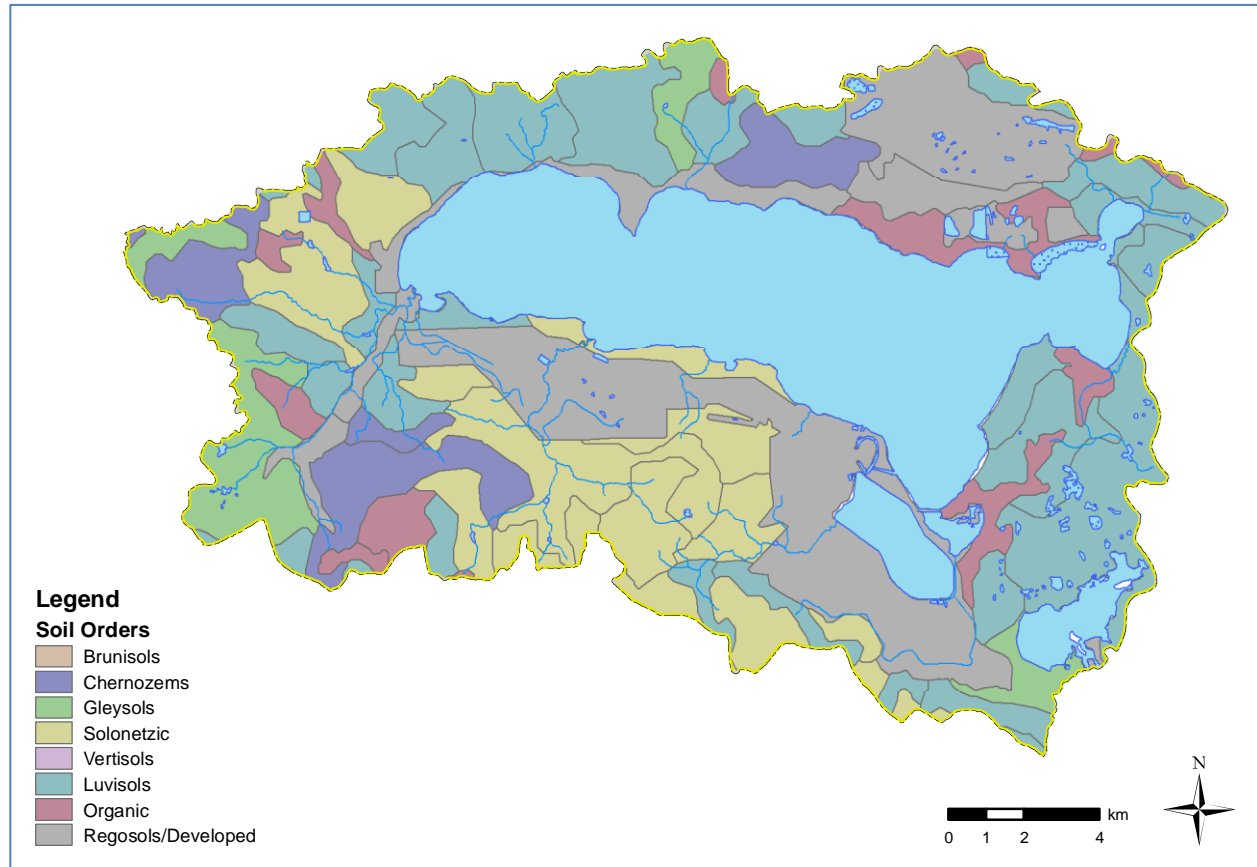 Legend
Soil Orders
Brunisols
Chernozems
Gleysols
Solonetzic
Vertisols
Luvisols
Organic
Regosols/Developed
N
km
0 1 2 4